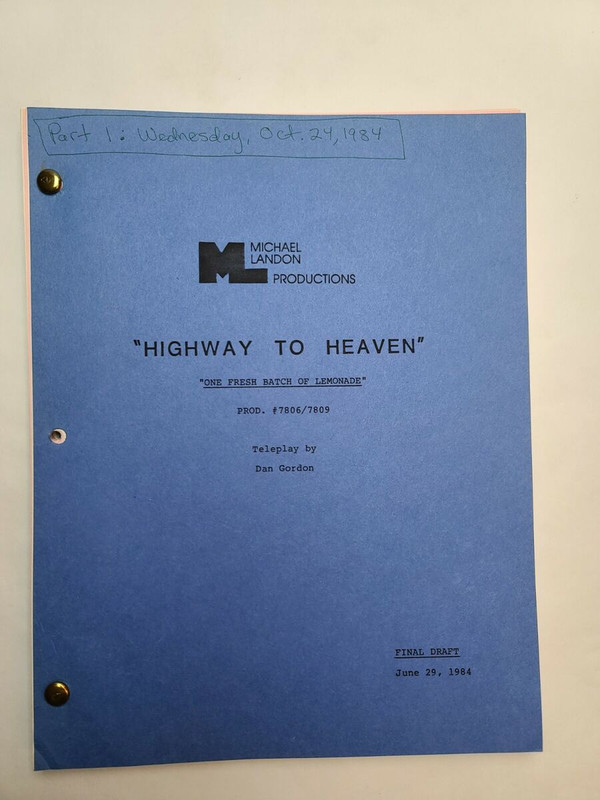 Part 1: Wednesday, Oct. 24, 1984
ML MICHAEL
LANDON
PRODUCTIONS
"HIGHWAY TO HEAVEN"
"ONE FRESH BATCH OF LEMONADE"
PROD. #7806/7809
Teleplay by
Dan Gordon
FINAL DRAFT
June 29, 1984